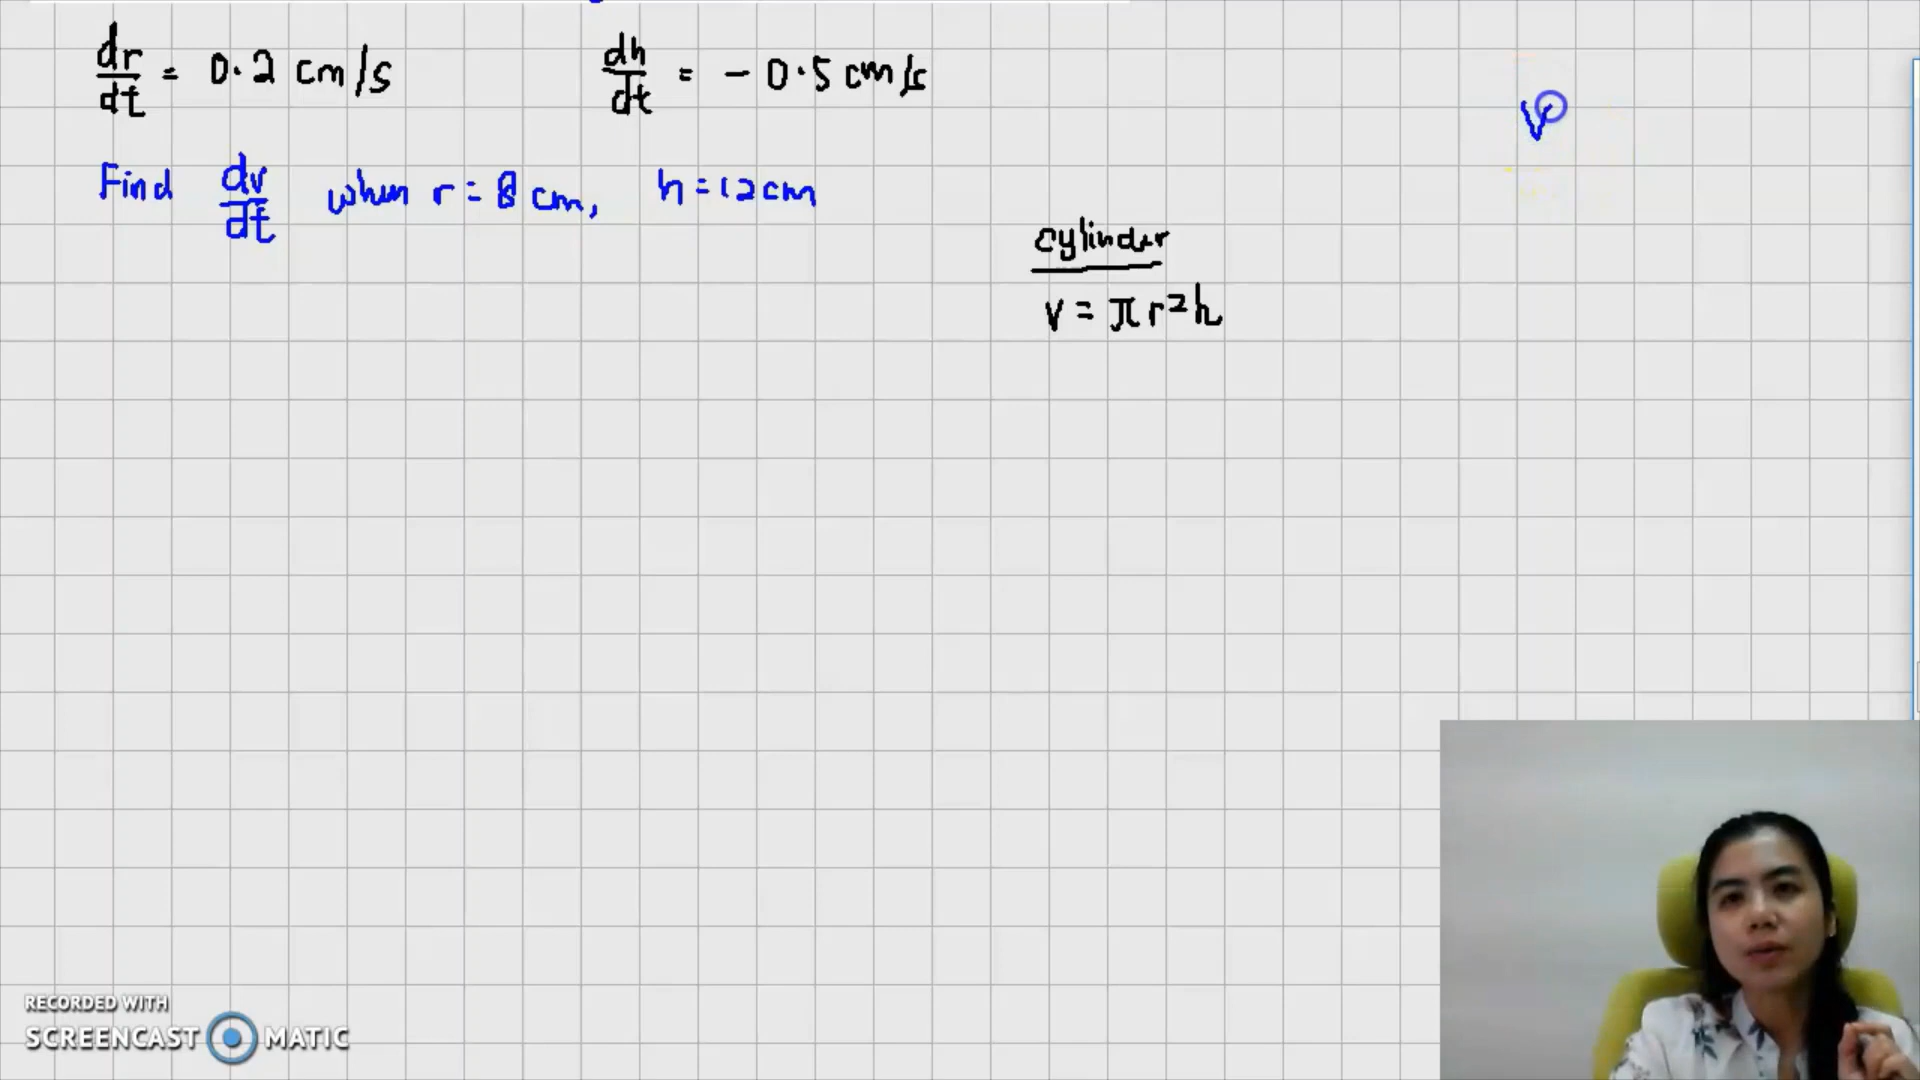 dr/dt = 0.2 cm/s
dh/dt = - 0.5 cm/s
V
Find dv/dt when r = 8 cm, h = 12 cm
cylinder
V = πr²h
RECORDED WITH
SCREENCAST MATIC